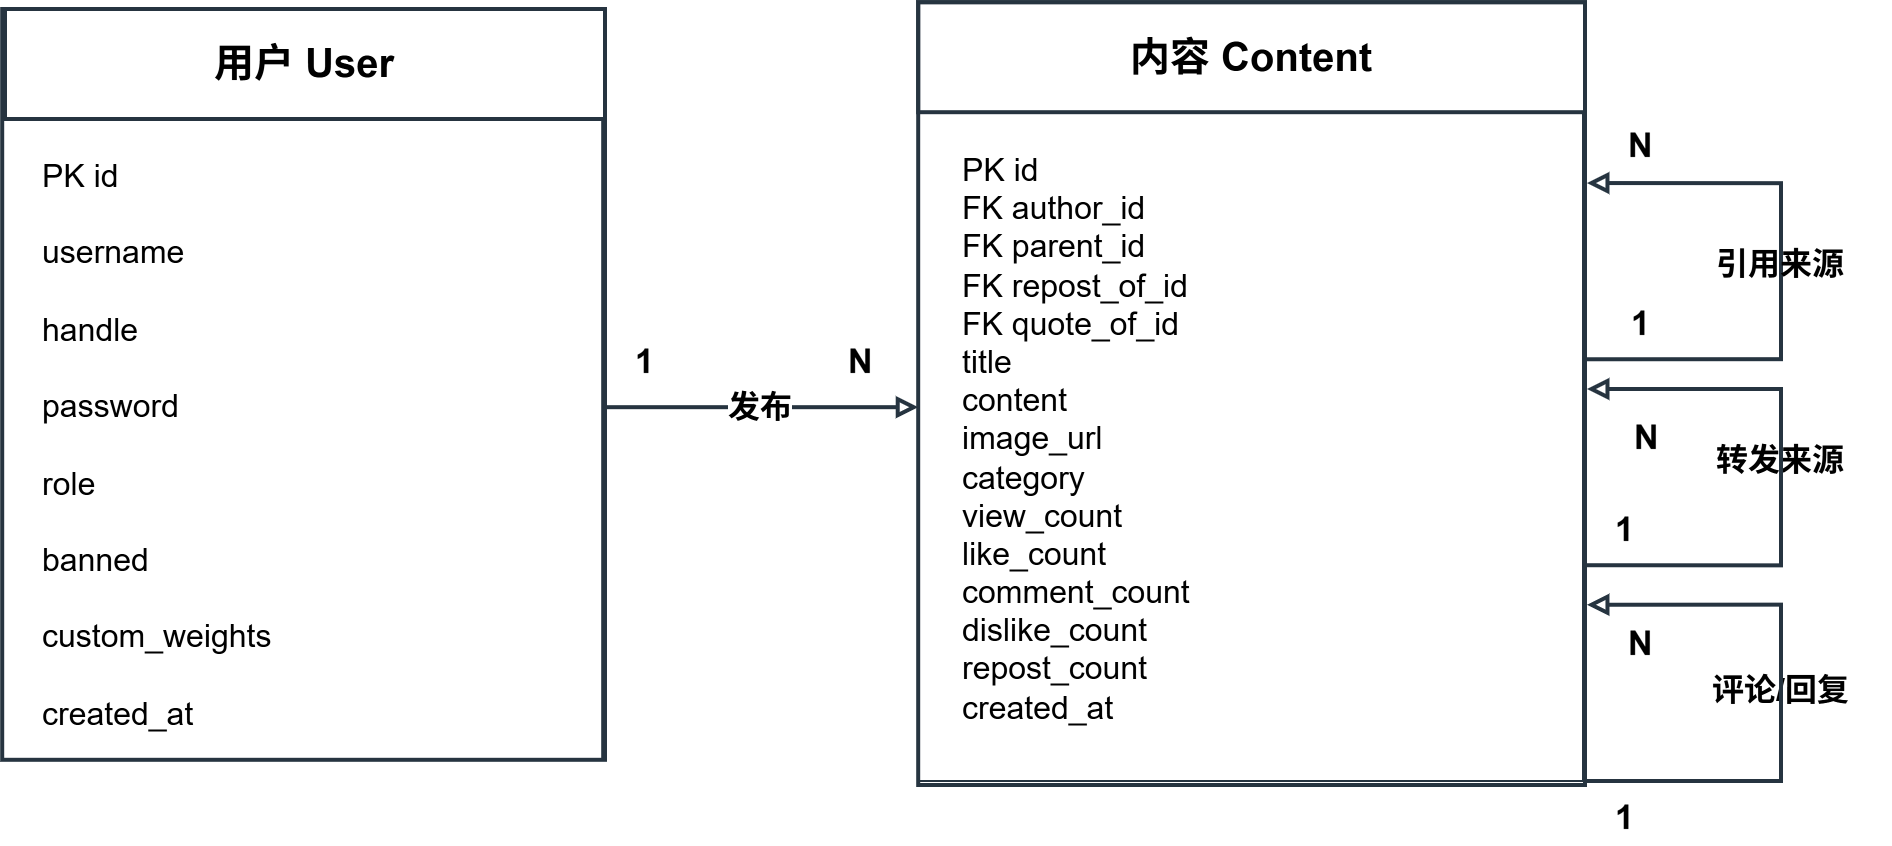 用户 User
PK id
username
handle
password
role
banned
custom_weights
created_at
1
发布
N
内容 Content
PK id
FK author_id
FK parent_id
FK repost_of_id
FK quote_of_id
title
content
image_url
category
view_count
like_count
comment_count
dislike_count
repost_count
created_at
N
引用来源
1
N
转发来源
1
N
评论/回复
1